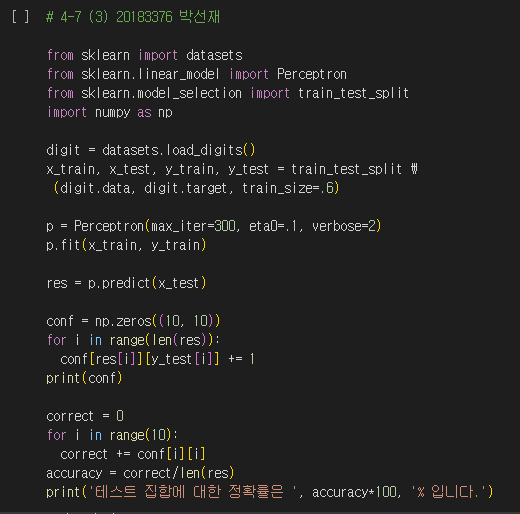 [ ] # 4-7 (3) 20183376 박선재
from sklearn import datasets
from sklearn.linear_model import Perceptron
from sklearn.model_selection import train_test_split
import numpy as np
digit = datasets.load_digits()
x_train, x_test, y_train, y_test = train_test_split ₩
(digit.data, digit.target, train_size=.6)
p = Perceptron(max_iter=300, eta0=.1, verbose=2)
p.fit(x_train, y_train)
res = p.predict(x_test)
conf = np.zeros((10, 10))
for i in range(len(res)):
conf[res[i]][y_test[i]] += 1
print(conf)
correct = 0
for i in range(10):
correct += conf[i][i]
accuracy = correct/len(res)
print('테스트 집합에 대한 정확률은 ', accuracy*100, '% 입니다.')